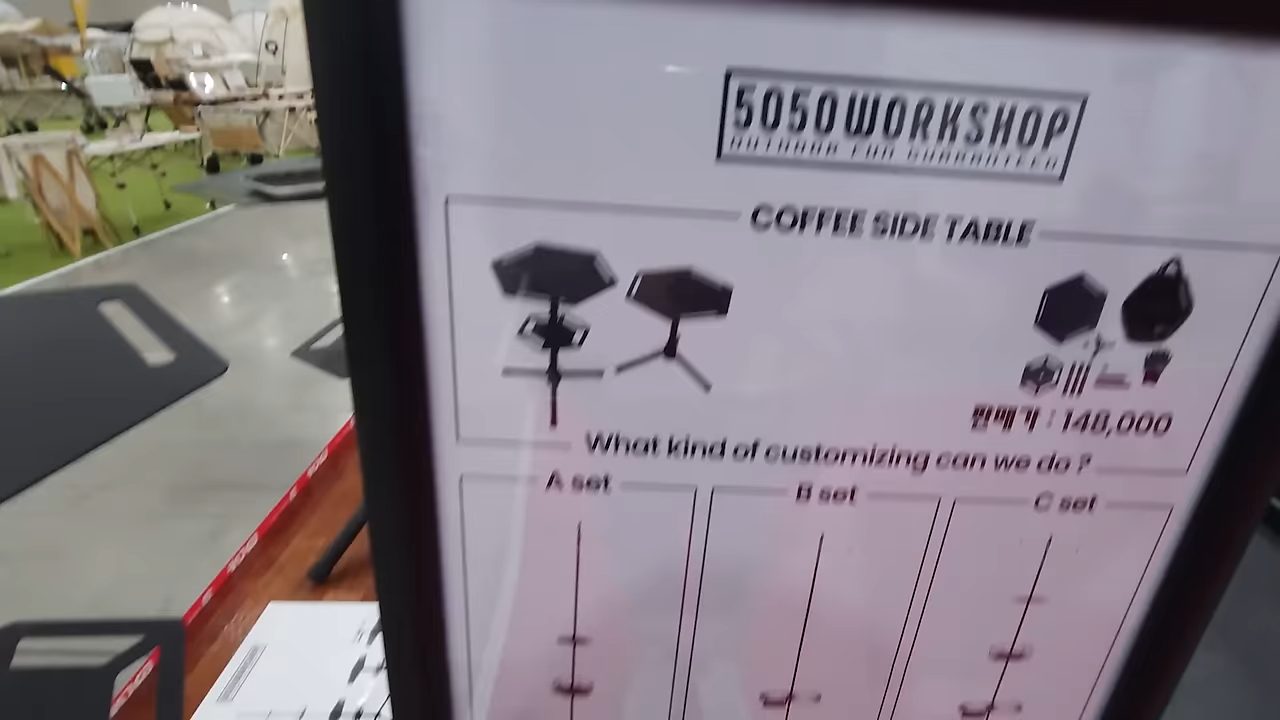 5050WORKSHOP
COFFEE SIDE TABLE
판매가 : 148,000
What kind of customizing can we do ?
A set
B set
C set